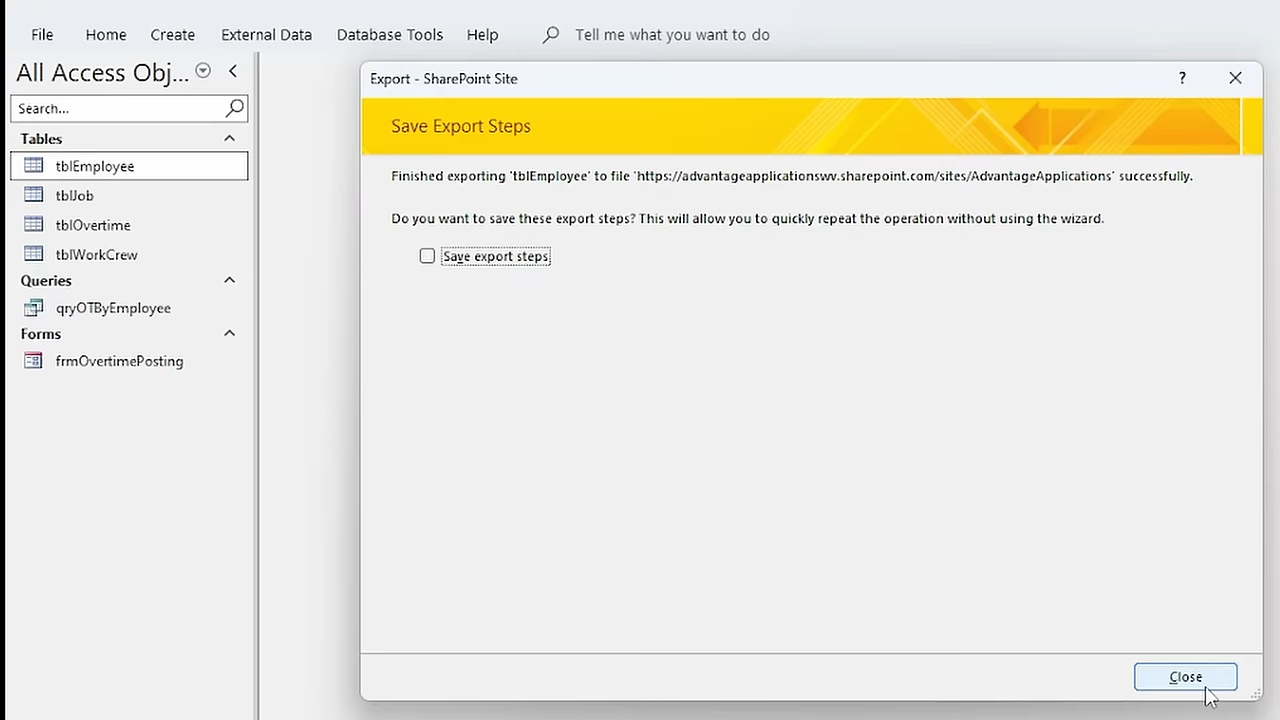 File Home Create External Data Database Tools Help Tell me what you want to do
All Access Obj...
Search...
Tables
tblEmployee
tblJob
tblOvertime
tblWorkCrew
Queries
qryOTByEmployee
Forms
frmOvertimePosting
Export - SharePoint Site ?
Save Export Steps
Finished exporting 'tblEmployee' to file 'https://advantageapplicationswv.sharepoint.com/sites/AdvantageApplications' successfully.
Do you want to save these export steps? This will allow you to quickly repeat the operation without using the wizard.
Save export steps
Close